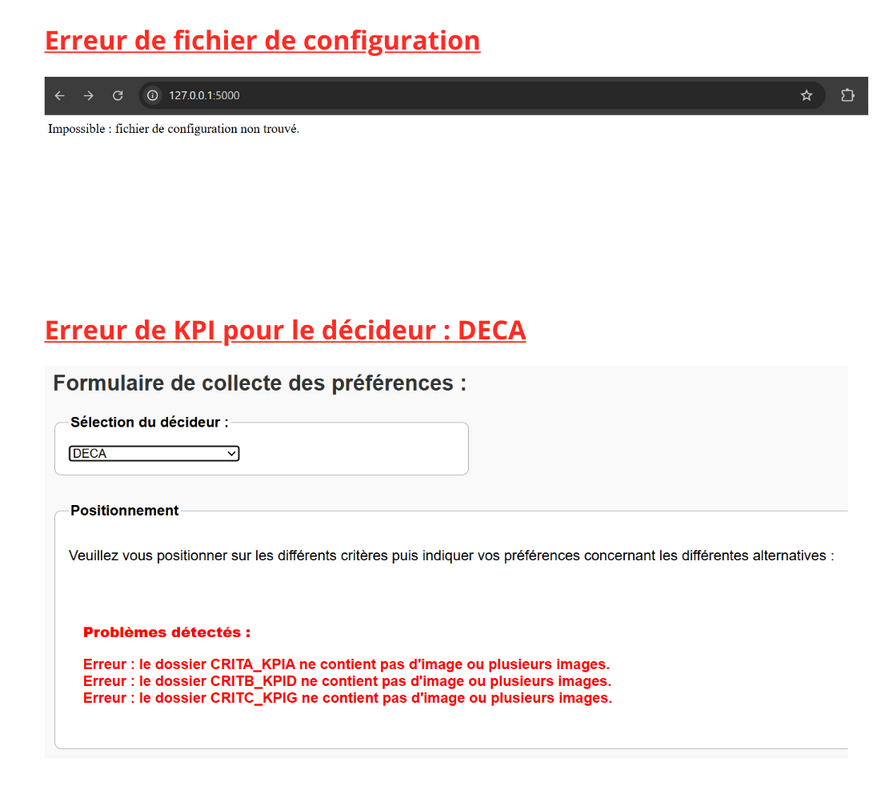 Erreur de fichier de configuration
127.0.0.1:5000
Impossible : fichier de configuration non trouvé.
Erreur de KPI pour le décideur : DECA
Formulaire de collecte des préférences :
Sélection du décideur :
DECA
Positionnement
Veuillez vous positionner sur les différents critères puis indiquer vos préférences concernant les différentes alternatives :
Problèmes détectés :
Erreur : le dossier CRITA_KPIA ne contient pas d'image ou plusieurs images.
Erreur : le dossier CRITB_KPID ne contient pas d'image ou plusieurs images.
Erreur : le dossier CRITC_KPIG ne contient pas d'image ou plusieurs images.